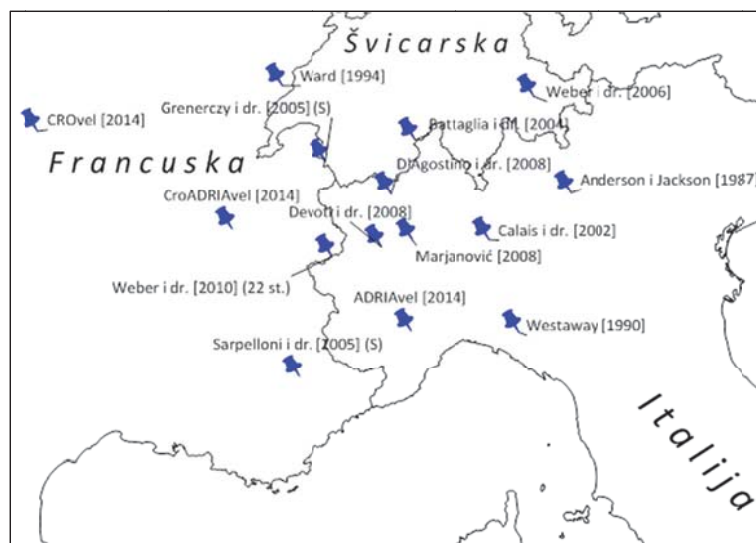 Švicarska
Ward [1994]
Weber i dr. [2006]
Grenerczy i dr. [2005] (S)
CROvel [2014]
Battaglia i dr. [2004]
Francuska
D'Agostino i dr. [2008]
Anderson i Jackson [1987]
CroADRIAvel [2014]
Devoti i dr. [2008]
Calais i dr. [2002]
Marjanović [2008]
Weber i dr. [2010] (22 st.)
ADRIAvel [2014]
Westaway [1990]
Sarpelloni i dr. [2005] (S)
Italija